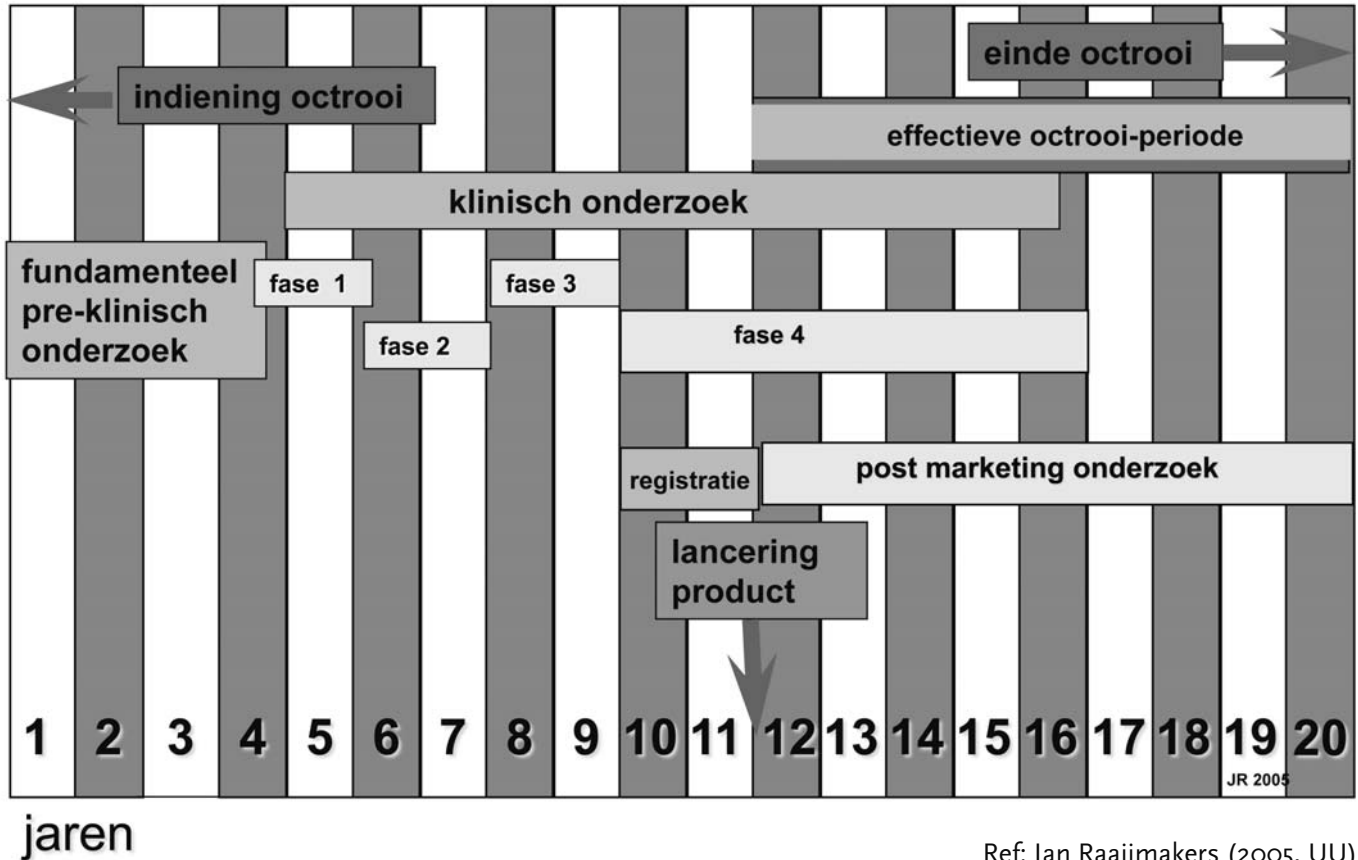 einde octrooi
indiening octrooi
effectieve octrooi-periode
klinisch onderzoek
fundamenteel
pre-klinisch
onderzoek
fase 1
fase 3
fase 2
fase 4
registratie
post marketing onderzoek
lancering
product
1 2 3 4 5 6 7 8 9 10 11 12 13 14 15 16 17 18 19 20
JR 2005
jaren
Ref: Jan Raaijmakers (2005, UU)